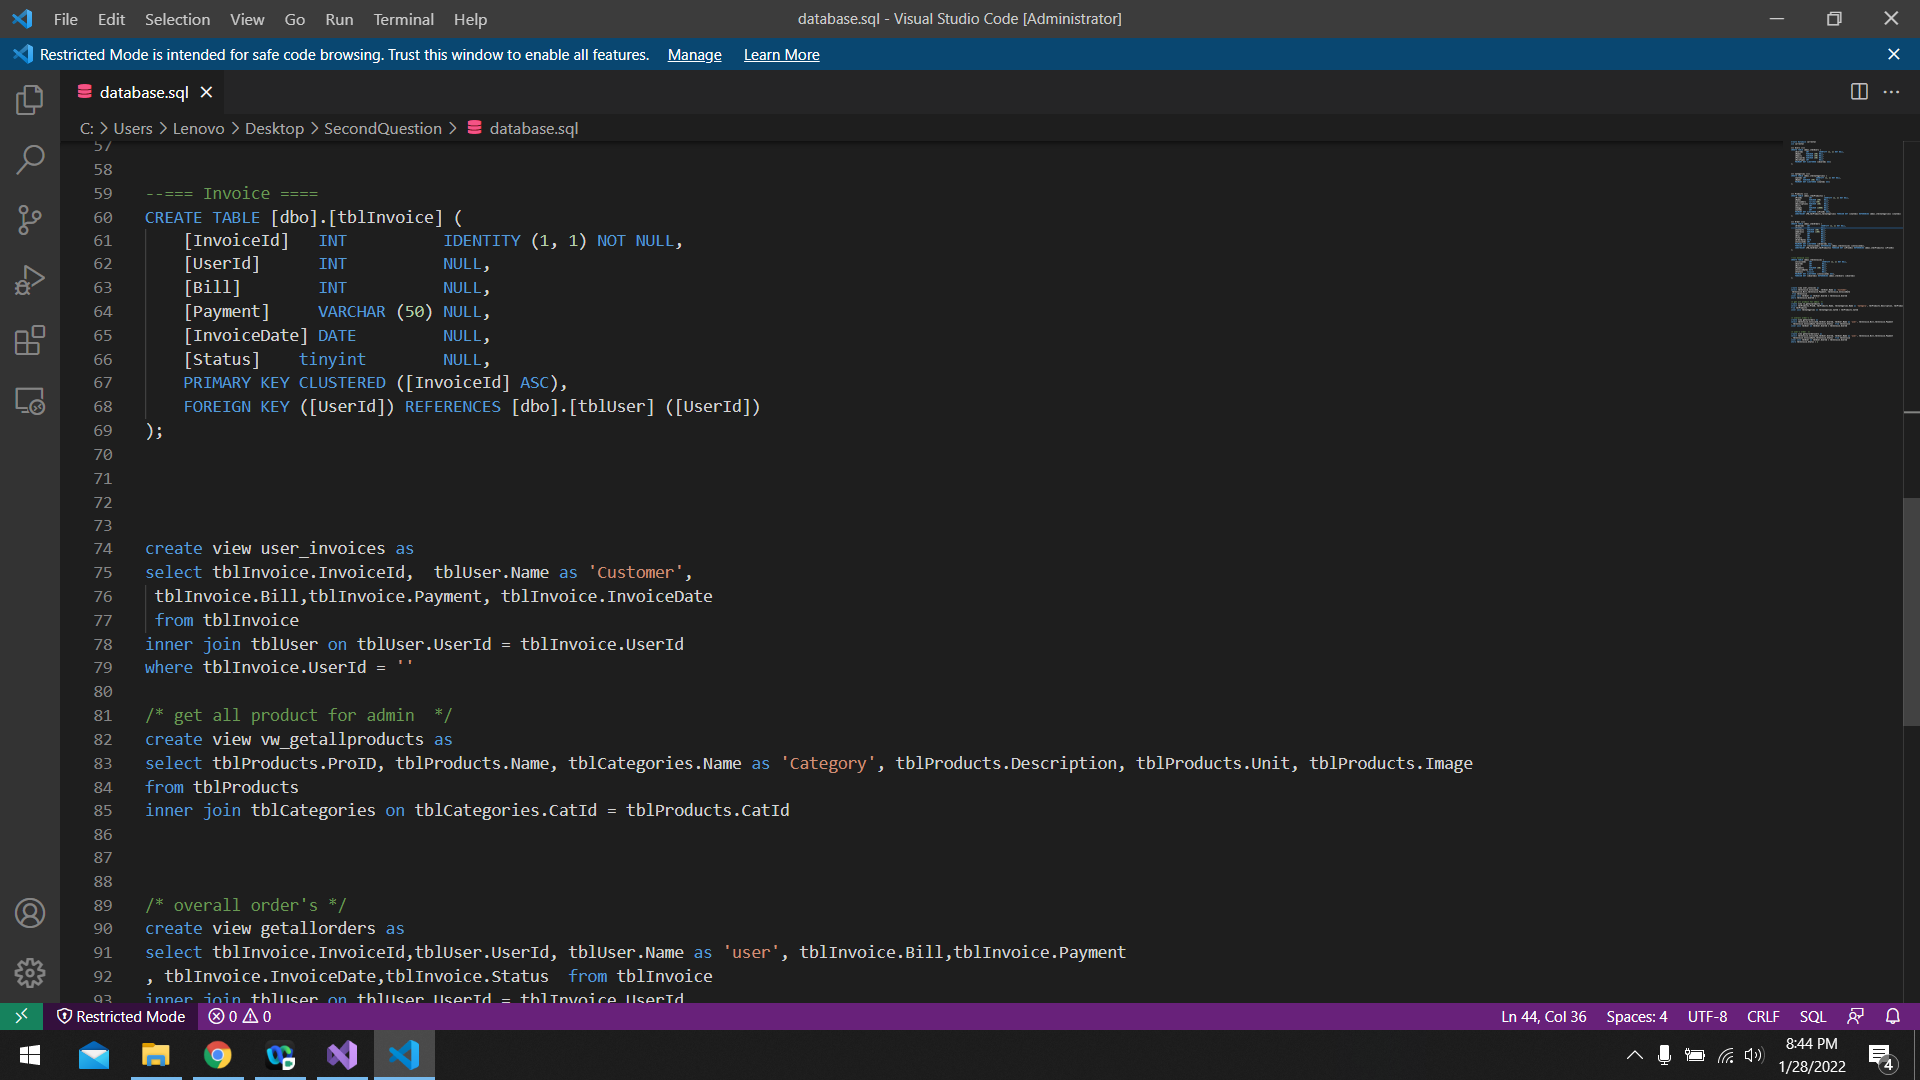 File Edit Selection View Go Run Terminal Help
database.sql - Visual Studio Code [Administrator]
Restricted Mode is intended for safe code browsing. Trust this window to enable all features. Manage Learn More
database.sql
C: > Users > Lenovo > Desktop > SecondQuestion > database.sql
57
58
59 --=== Invoice ====
60 CREATE TABLE [dbo].[tblInvoice] (
61 [InvoiceId] INT IDENTITY (1, 1) NOT NULL,
62 [UserId] INT NULL,
63 [Bill] INT NULL,
64 [Payment] VARCHAR (50) NULL,
65 [InvoiceDate] DATE NULL,
66 [Status] tinyint NULL,
67 PRIMARY KEY CLUSTERED ([InvoiceId] ASC),
68 FOREIGN KEY ([UserId]) REFERENCES [dbo].[tblUser] ([UserId])
69 );
70
71
72
73
74 create view user_invoices as
75 select tblInvoice.InvoiceId, tblUser.Name as 'Customer',
76 tblInvoice.Bill,tblInvoice.Payment, tblInvoice.InvoiceDate
77 from tblInvoice
78 inner join tblUser on tblUser.UserId = tblInvoice.UserId
79 where tblInvoice.UserId = ''
80
81 /* get all product for admin */
82 create view vw_getallproducts as
83 select tblProducts.ProID, tblProducts.Name, tblCategories.Name as 'Category', tblProducts.Description, tblProducts.Unit, tblProducts.Image
84 from tblProducts
85 inner join tblCategories on tblCategories.CatId = tblProducts.CatId
86
87
88
89 /* overall order's */
90 create view getallorders as
91 select tblInvoice.InvoiceId,tblUser.UserId, tblUser.Name as 'user', tblInvoice.Bill,tblInvoice.Payment
92 , tblInvoice.InvoiceDate,tblInvoice.Status from tblInvoice
93 inner join tblUser on tblUser.UserId = tblInvoice.UserId
Restricted Mode 0 0 Ln 44, Col 36 Spaces: 4 UTF-8 CRLF SQL
8:44 PM
1/28/2022
4